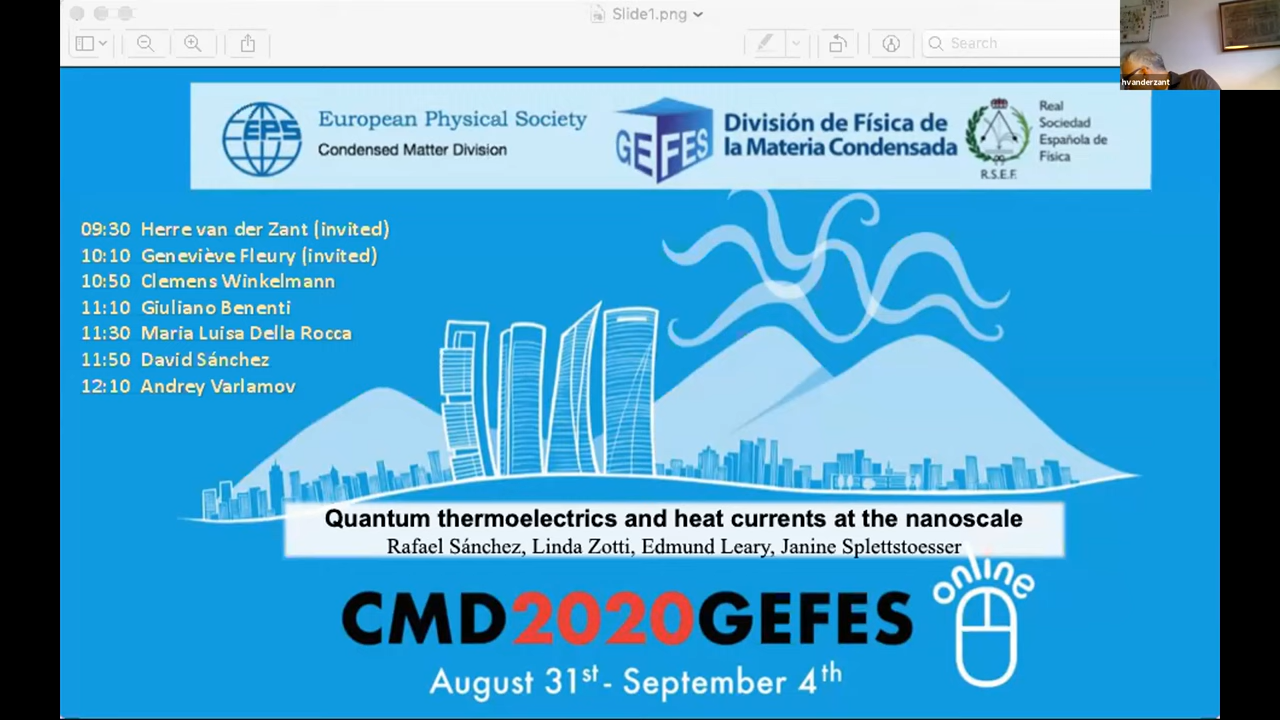 Slide1.png
Search
hvanderzant
EPS
European Physical Society
Condensed Matter Division
GEFES
División de Física de
la Materia Condensada
R.S.E.F.
Real
Sociedad
Española de
Física
09:30 Herre van der Zant (invited)
10:10 Geneviève Fleury (invited)
10:50 Clemens Winkelmann
11:10 Giuliano Benenti
11:30 Maria Luisa Della Rocca
11:50 David Sánchez
12:10 Andrey Varlamov
Quantum thermoelectrics and heat currents at the nanoscale
Rafael Sánchez, Linda Zotti, Edmund Leary, Janine Splettstoesser
CMD2020GEFES
online
August 31st - September 4th